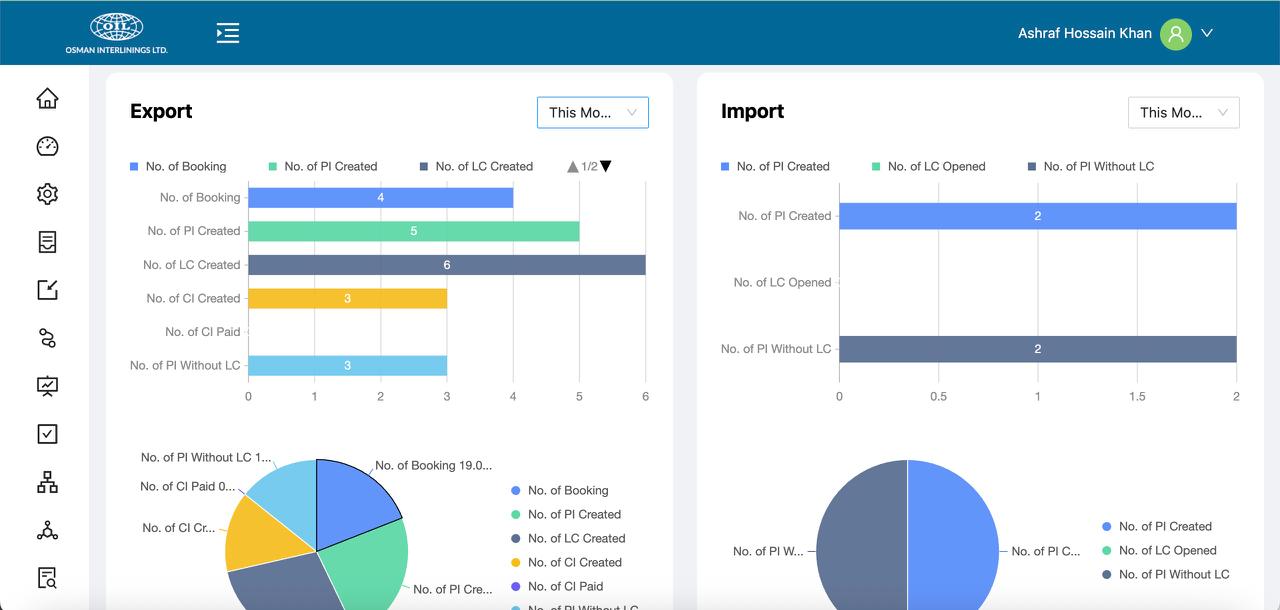 OIL
OSMAN INTERLININGS LTD.
Ashraf Hossain Khan
Export
This Mo...
No. of Booking
No. of PI Created
No. of LC Created
1/2
No. of Booking
4
No. of PI Created
5
No. of LC Created
6
No. of CI Created
3
No. of CI Paid
No. of PI Without LC
3
0 1 2 3 4 5 6
No. of PI Without LC 1...
No. of Booking 19.0...
No. of CI Paid 0...
No. of CI Cr...
No. of PI Cre...
No. of Booking
No. of PI Created
No. of LC Created
No. of CI Created
No. of CI Paid
No. of PI Without LC
Import
This Mo...
No. of PI Created
No. of LC Opened
No. of PI Without LC
No. of PI Created
2
No. of LC Opened
No. of PI Without LC
2
0 0.5 1 1.5 2
No. of PI W...
No. of PI C...
No. of PI Created
No. of LC Opened
No. of PI Without LC